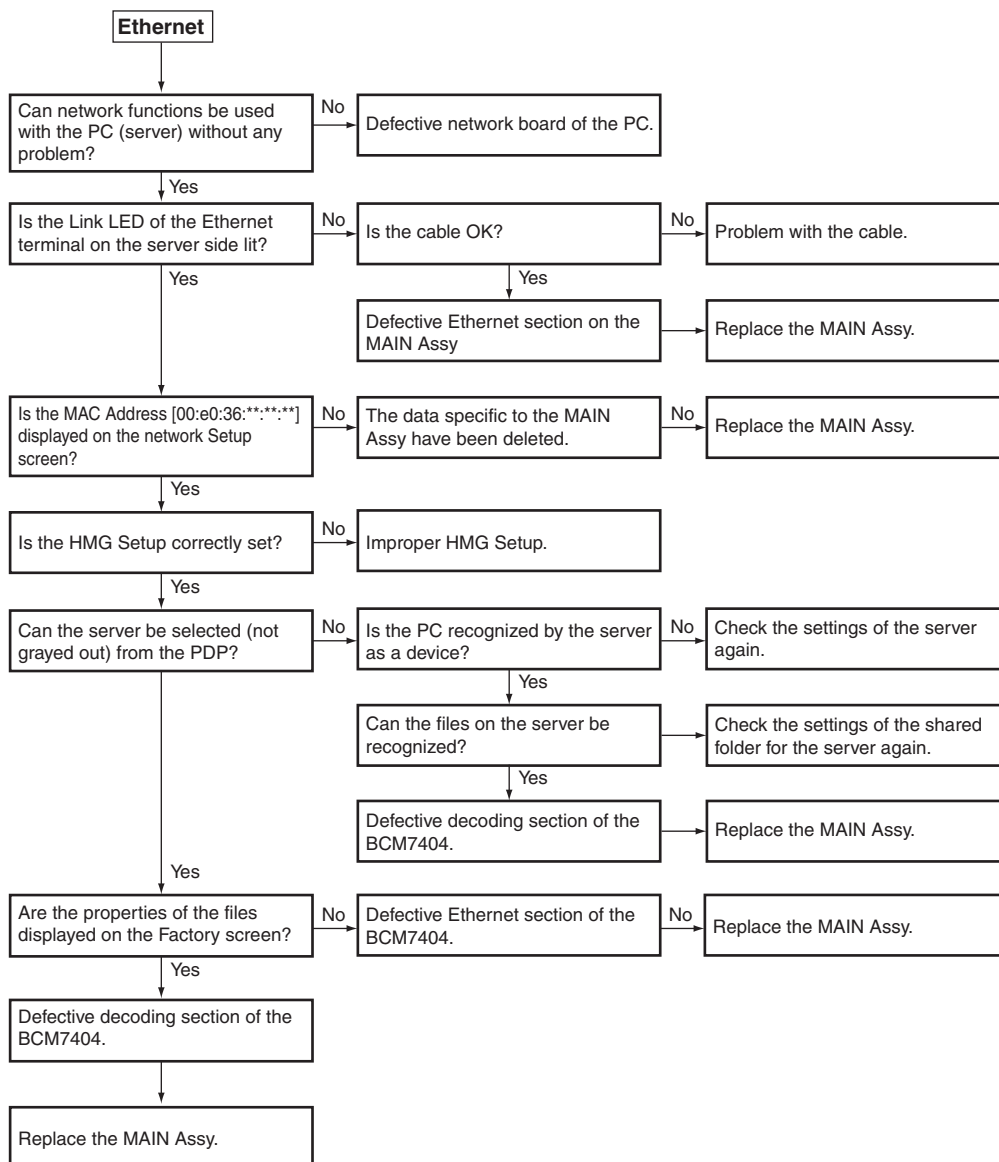 Ethernet
Can network functions be used
with the PC (server) without any
problem?
No
Defective network board of the PC.
Yes
Is the Link LED of the Ethernet
terminal on the server side lit?
No
Is the cable OK?
No
Problem with the cable.
Yes
Yes
Defective Ethernet section on the
MAIN Assy
Replace the MAIN Assy.
Is the MAC Address [00:e0:36:**:**:**]
displayed on the network Setup
screen?
No
The data specific to the MAIN
Assy have been deleted.
No
Replace the MAIN Assy.
Yes
Is the HMG Setup correctly set?
No
Improper HMG Setup.
Yes
Can the server be selected (not
grayed out) from the PDP?
No
Is the PC recognized by the server
as a device?
No
Check the settings of the server
again.
Yes
Can the files on the server be
recognized?
Check the settings of the shared
folder for the server again.
Yes
Defective decoding section of the
BCM7404.
Replace the MAIN Assy.
Yes
Are the properties of the files
displayed on the Factory screen?
No
Defective Ethernet section of the
BCM7404.
No
Replace the MAIN Assy.
Yes
Defective decoding section of the
BCM7404.
Replace the MAIN Assy.